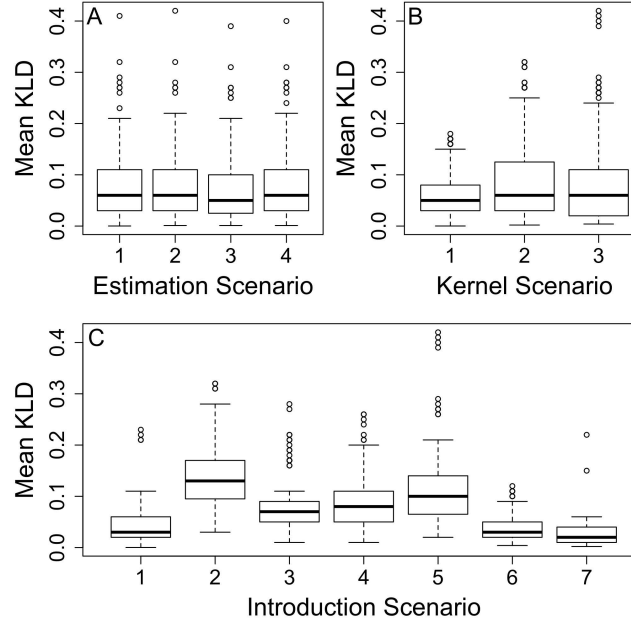 A
Mean KLD
0.4
0.3
0.2
0.1
0.0
1 2 3 4
Estimation Scenario
B
Mean KLD
0.4
0.3
0.2
0.1
0.0
1 2 3
Kernel Scenario
C
Mean KLD
0.4
0.3
0.2
0.1
0.0
1 2 3 4 5 6 7
Introduction Scenario